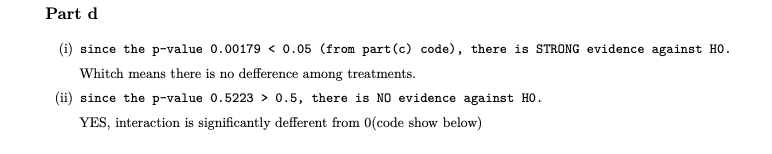 Part d
(i) since the p-value 0.00179 < 0.05 (from part(c) code), there is STRONG evidence against H0.
Whitch means there is no defference among treatments.
(ii) since the p-value 0.5223 > 0.5, there is NO evidence against H0.
YES, interaction is significantly defferent from 0(code show below)